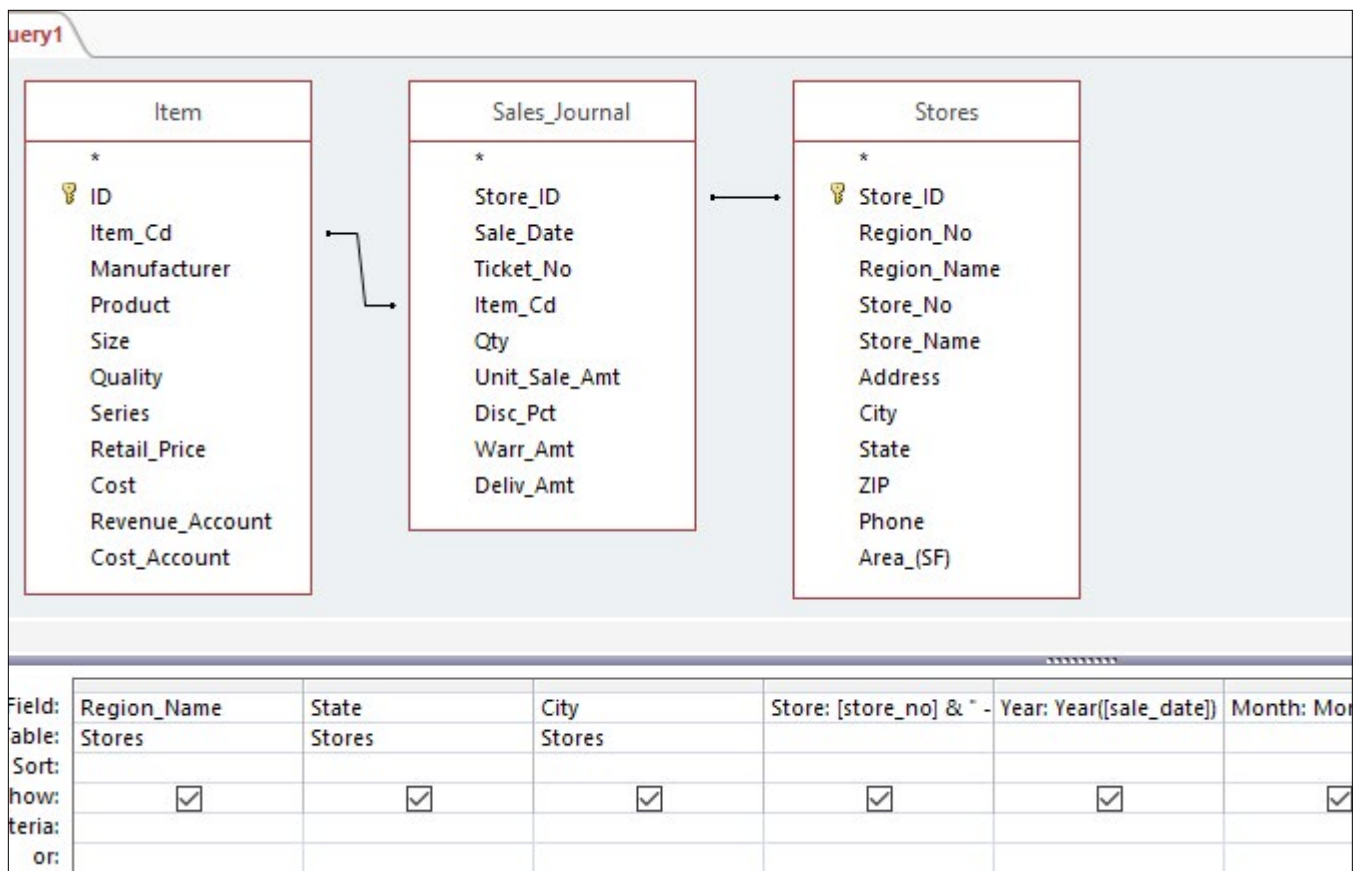 uery1
Item
*
ID
Item_Cd
Manufacturer
Product
Size
Quality
Series
Retail_Price
Cost
Revenue_Account
Cost_Account
Sales_Journal
*
Store_ID
Sale_Date
Ticket_No
Item_Cd
Qty
Unit_Sale_Amt
Disc_Pct
Warr_Amt
Deliv_Amt
Stores
*
Store_ID
Region_No
Region_Name
Store_No
Store_Name
Address
City
State
ZIP
Phone
Area_(SF)
Field: Region_Name State City Store: [store_no] & " - Year: Year([sale_date]) Month: Mon
able: Stores Stores Stores
Sort:
how:
teria:
or: